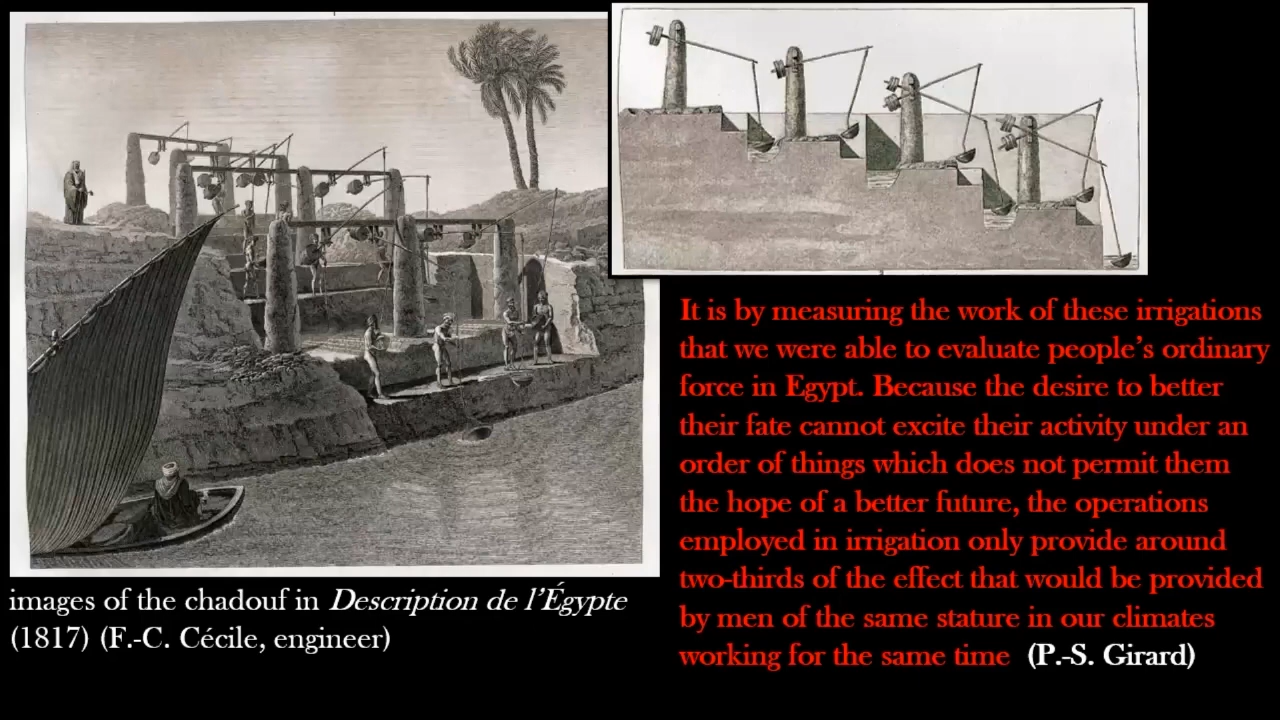 images of the chadouf in Description de l'Égypte
(1817) (F.-C. Cécile, engineer)
It is by measuring the work of these irrigations
that we were able to evaluate people's ordinary
force in Egypt. Because the desire to better
their fate cannot excite their activity under an
order of things which does not permit them
the hope of a better future, the operations
employed in irrigation only provide around
two-thirds of the effect that would be provided
by men of the same stature in our climates
working for the same time (P.-S. Girard)